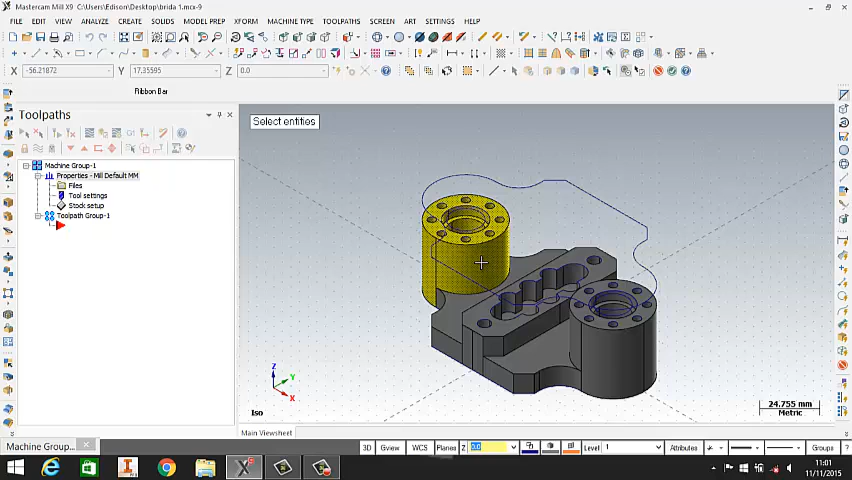 Mastercam Mill X9 C:\Users\Edison\Desktop\brida 1.mcx-9
FILE EDIT VIEW ANALYZE CREATE SOLIDS MODEL PREP XFORM MACHINE TYPE TOOLPATHS SCREEN ART SETTINGS HELP
X -56.21872 Y 17.35595 Z 0.0
Ribbon Bar
Toolpaths
Select entities
Machine Group-1
Properties - Mill Default MM
Files
Tool settings
Stock setup
Toolpath Group-1
Z
Y
X
Iso
24.755 mm
Metric
Main Viewsheet
Machine Group...
3D Gview WCS Planes Z 0.0 Level 1 Attributes Groups
11:01
11/11/2015